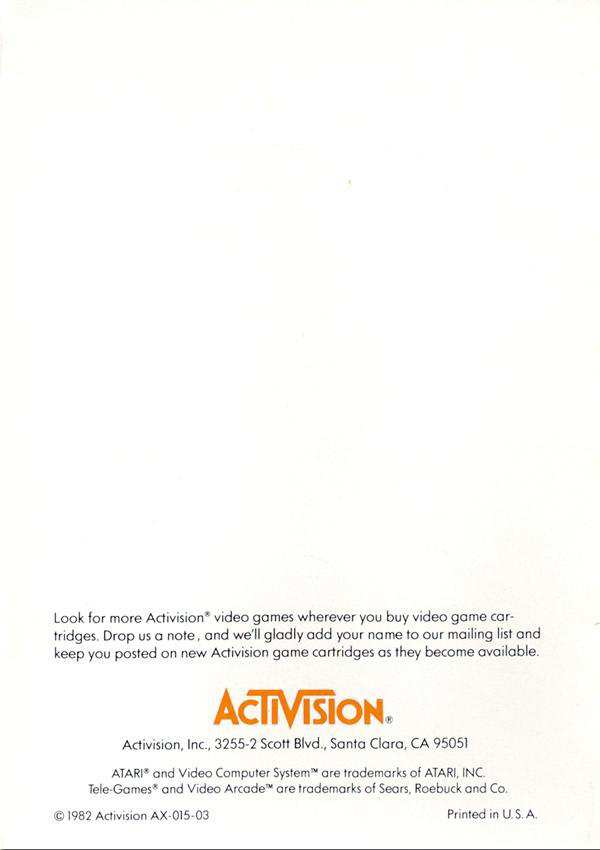 Look for more Activision® video games wherever you buy video game car-
tridges. Drop us a note, and we'll gladly add your name to our mailing list and
keep you posted on new Activision game cartridges as they become available.
ACTIVISION®
Activision, Inc., 3255-2 Scott Blvd., Santa Clara, CA 95051
ATARI® and Video Computer System™ are trademarks of ATARI, INC.
Tele-Games® and Video Arcade™ are trademarks of Sears, Roebuck and Co.
© 1982 Activision AX-015-03 Printed in U.S.A.